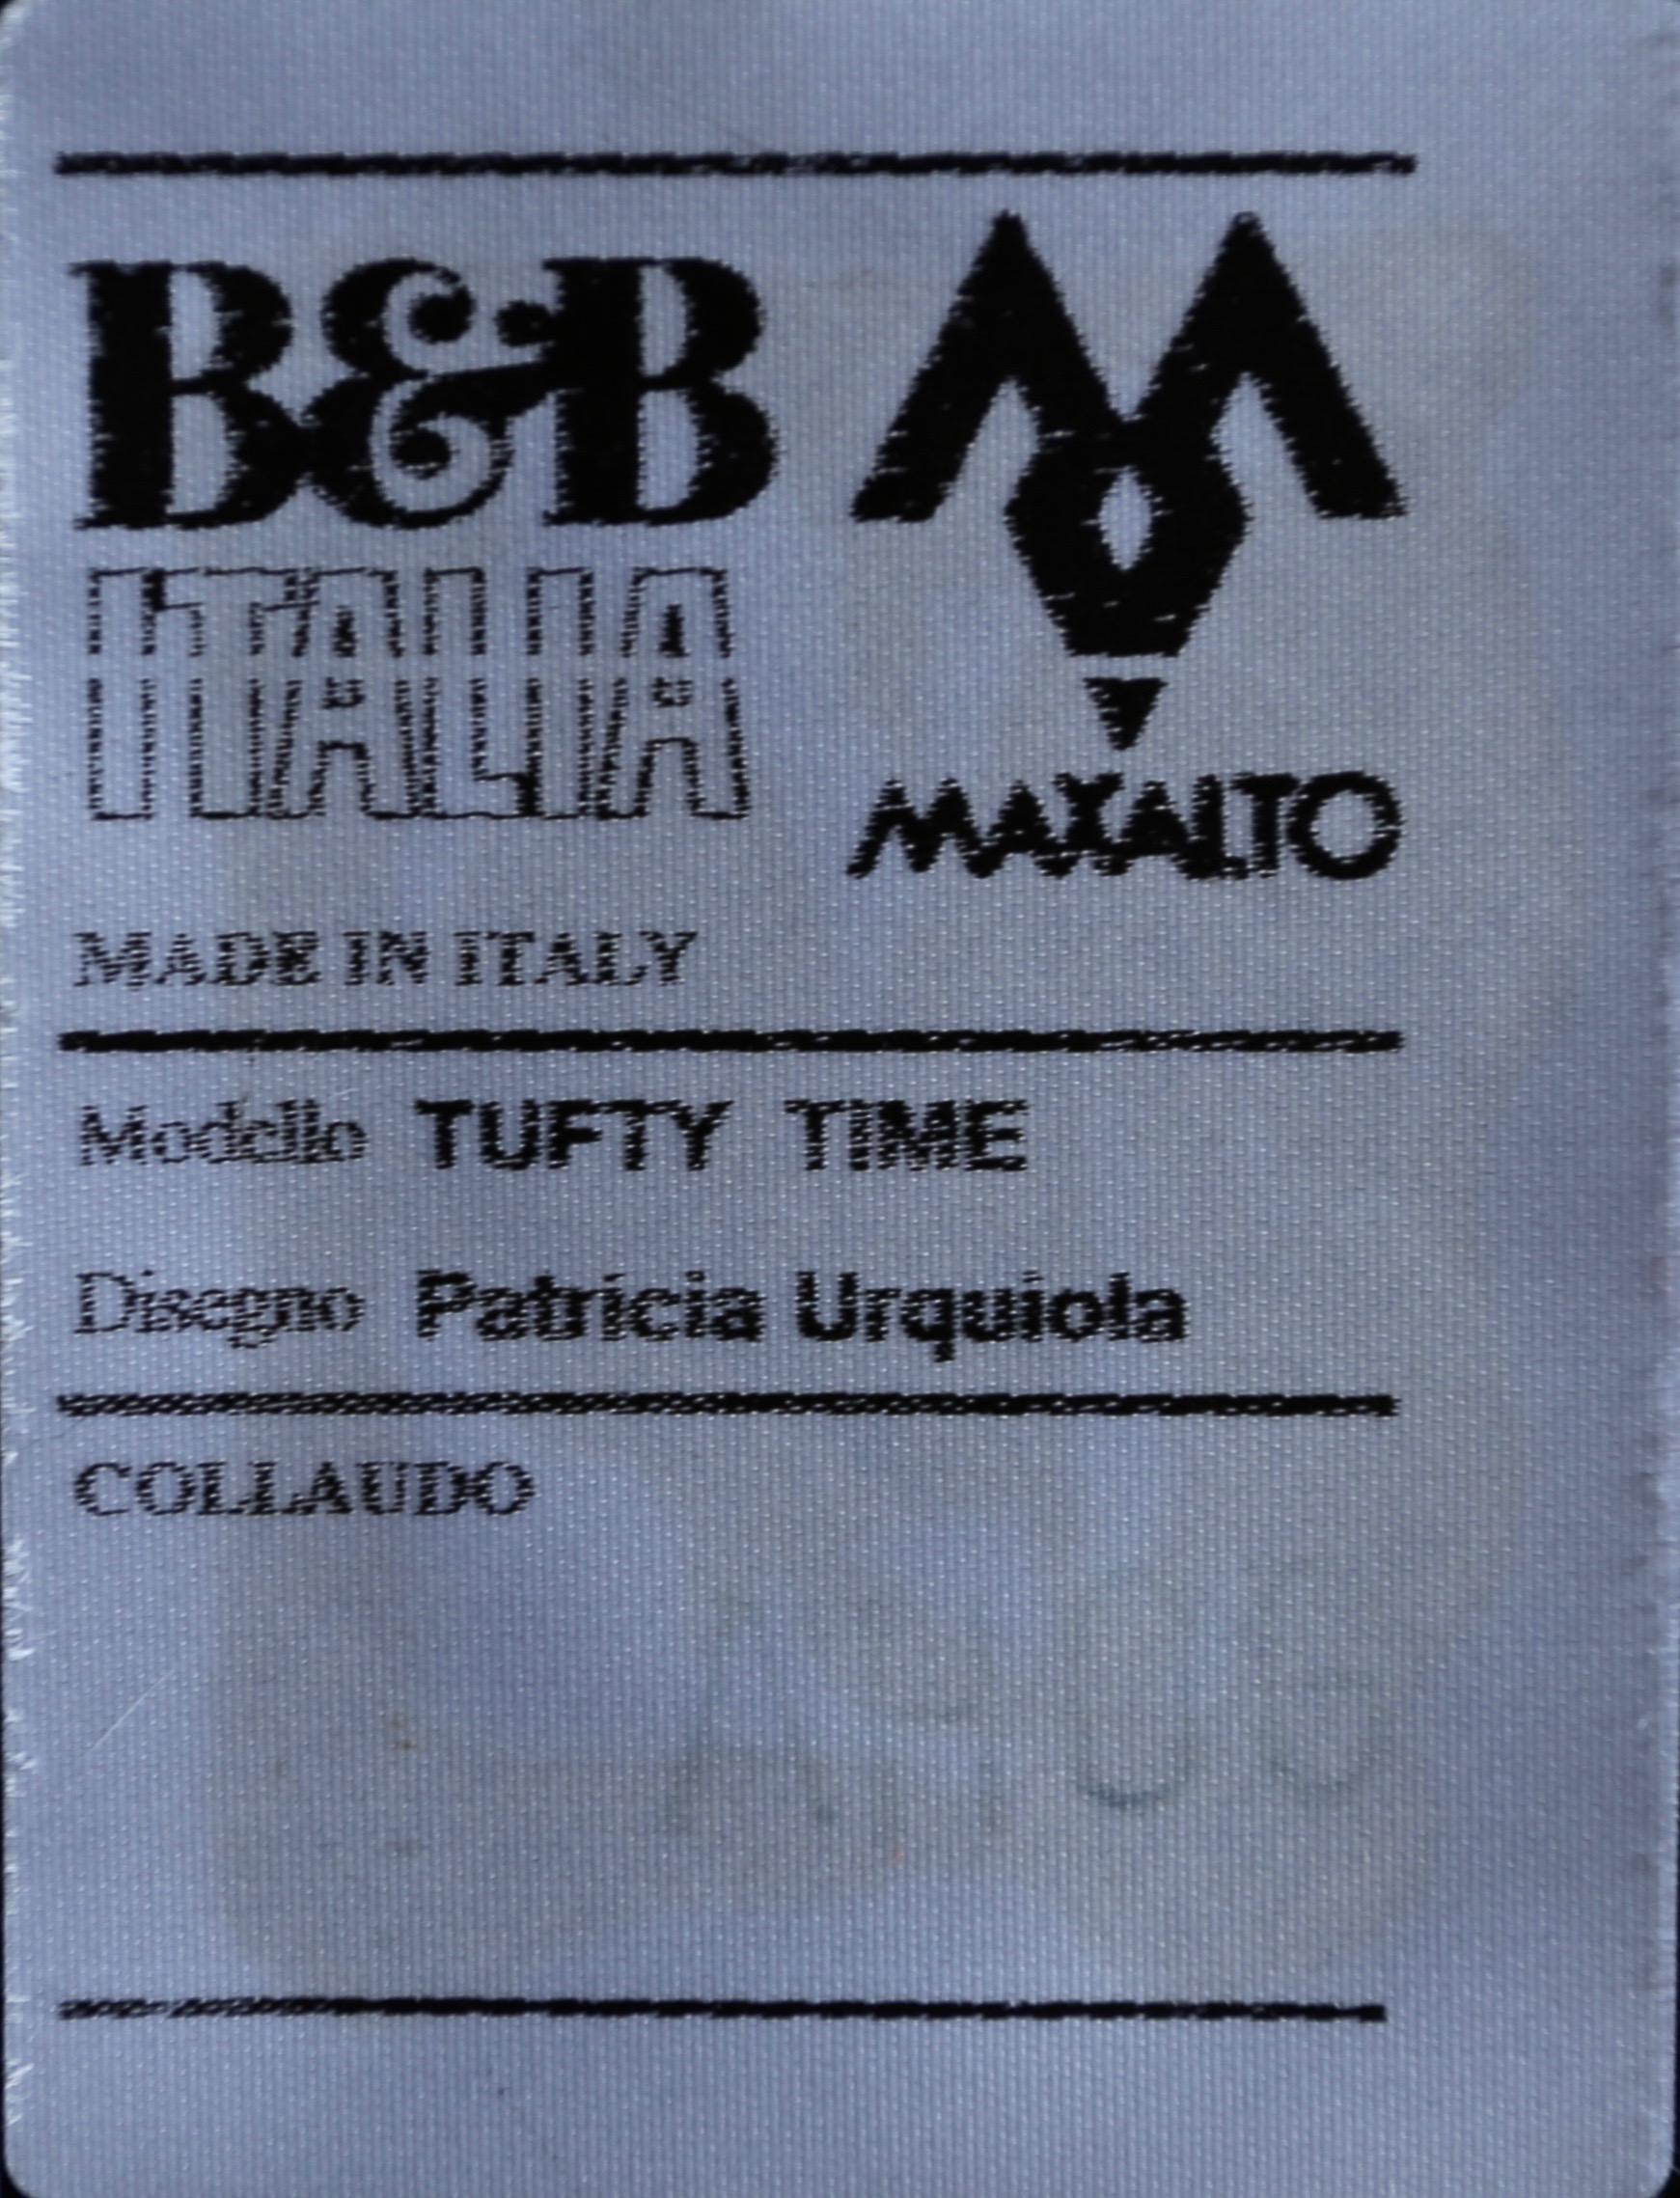 B&B
ITALIA
MAXALTO
MADE IN ITALY
Modello TUFTY TIME
Disegno Patricia Urquiola
COLLAUDO